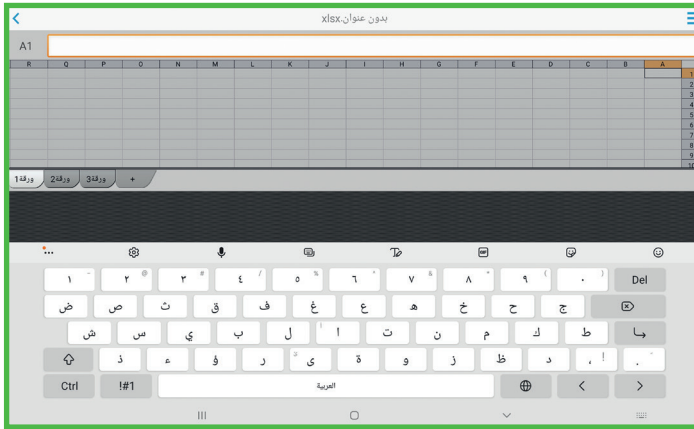 بدون عنوان.xlsx
A1
R Q P O N M L K J I H G F E D C B A
1
2
3
4
5
6
7
8
9
10
ورقة1 ورقة2 ورقة3 +
GIF
١ ~ ٢ @ ٣ # ٤ / ٥ % ٦ ^ ٧ & ٨ * ٩ ( ٠ ) Del
ض ص ث ق ف غ ع ه خ ح ج
ش س ي ب ل ا ! ت ن م ك ط
ذ ء ؤ ر ى ة و ز ظ د ، ! .
Ctrl !#1 العربية < >